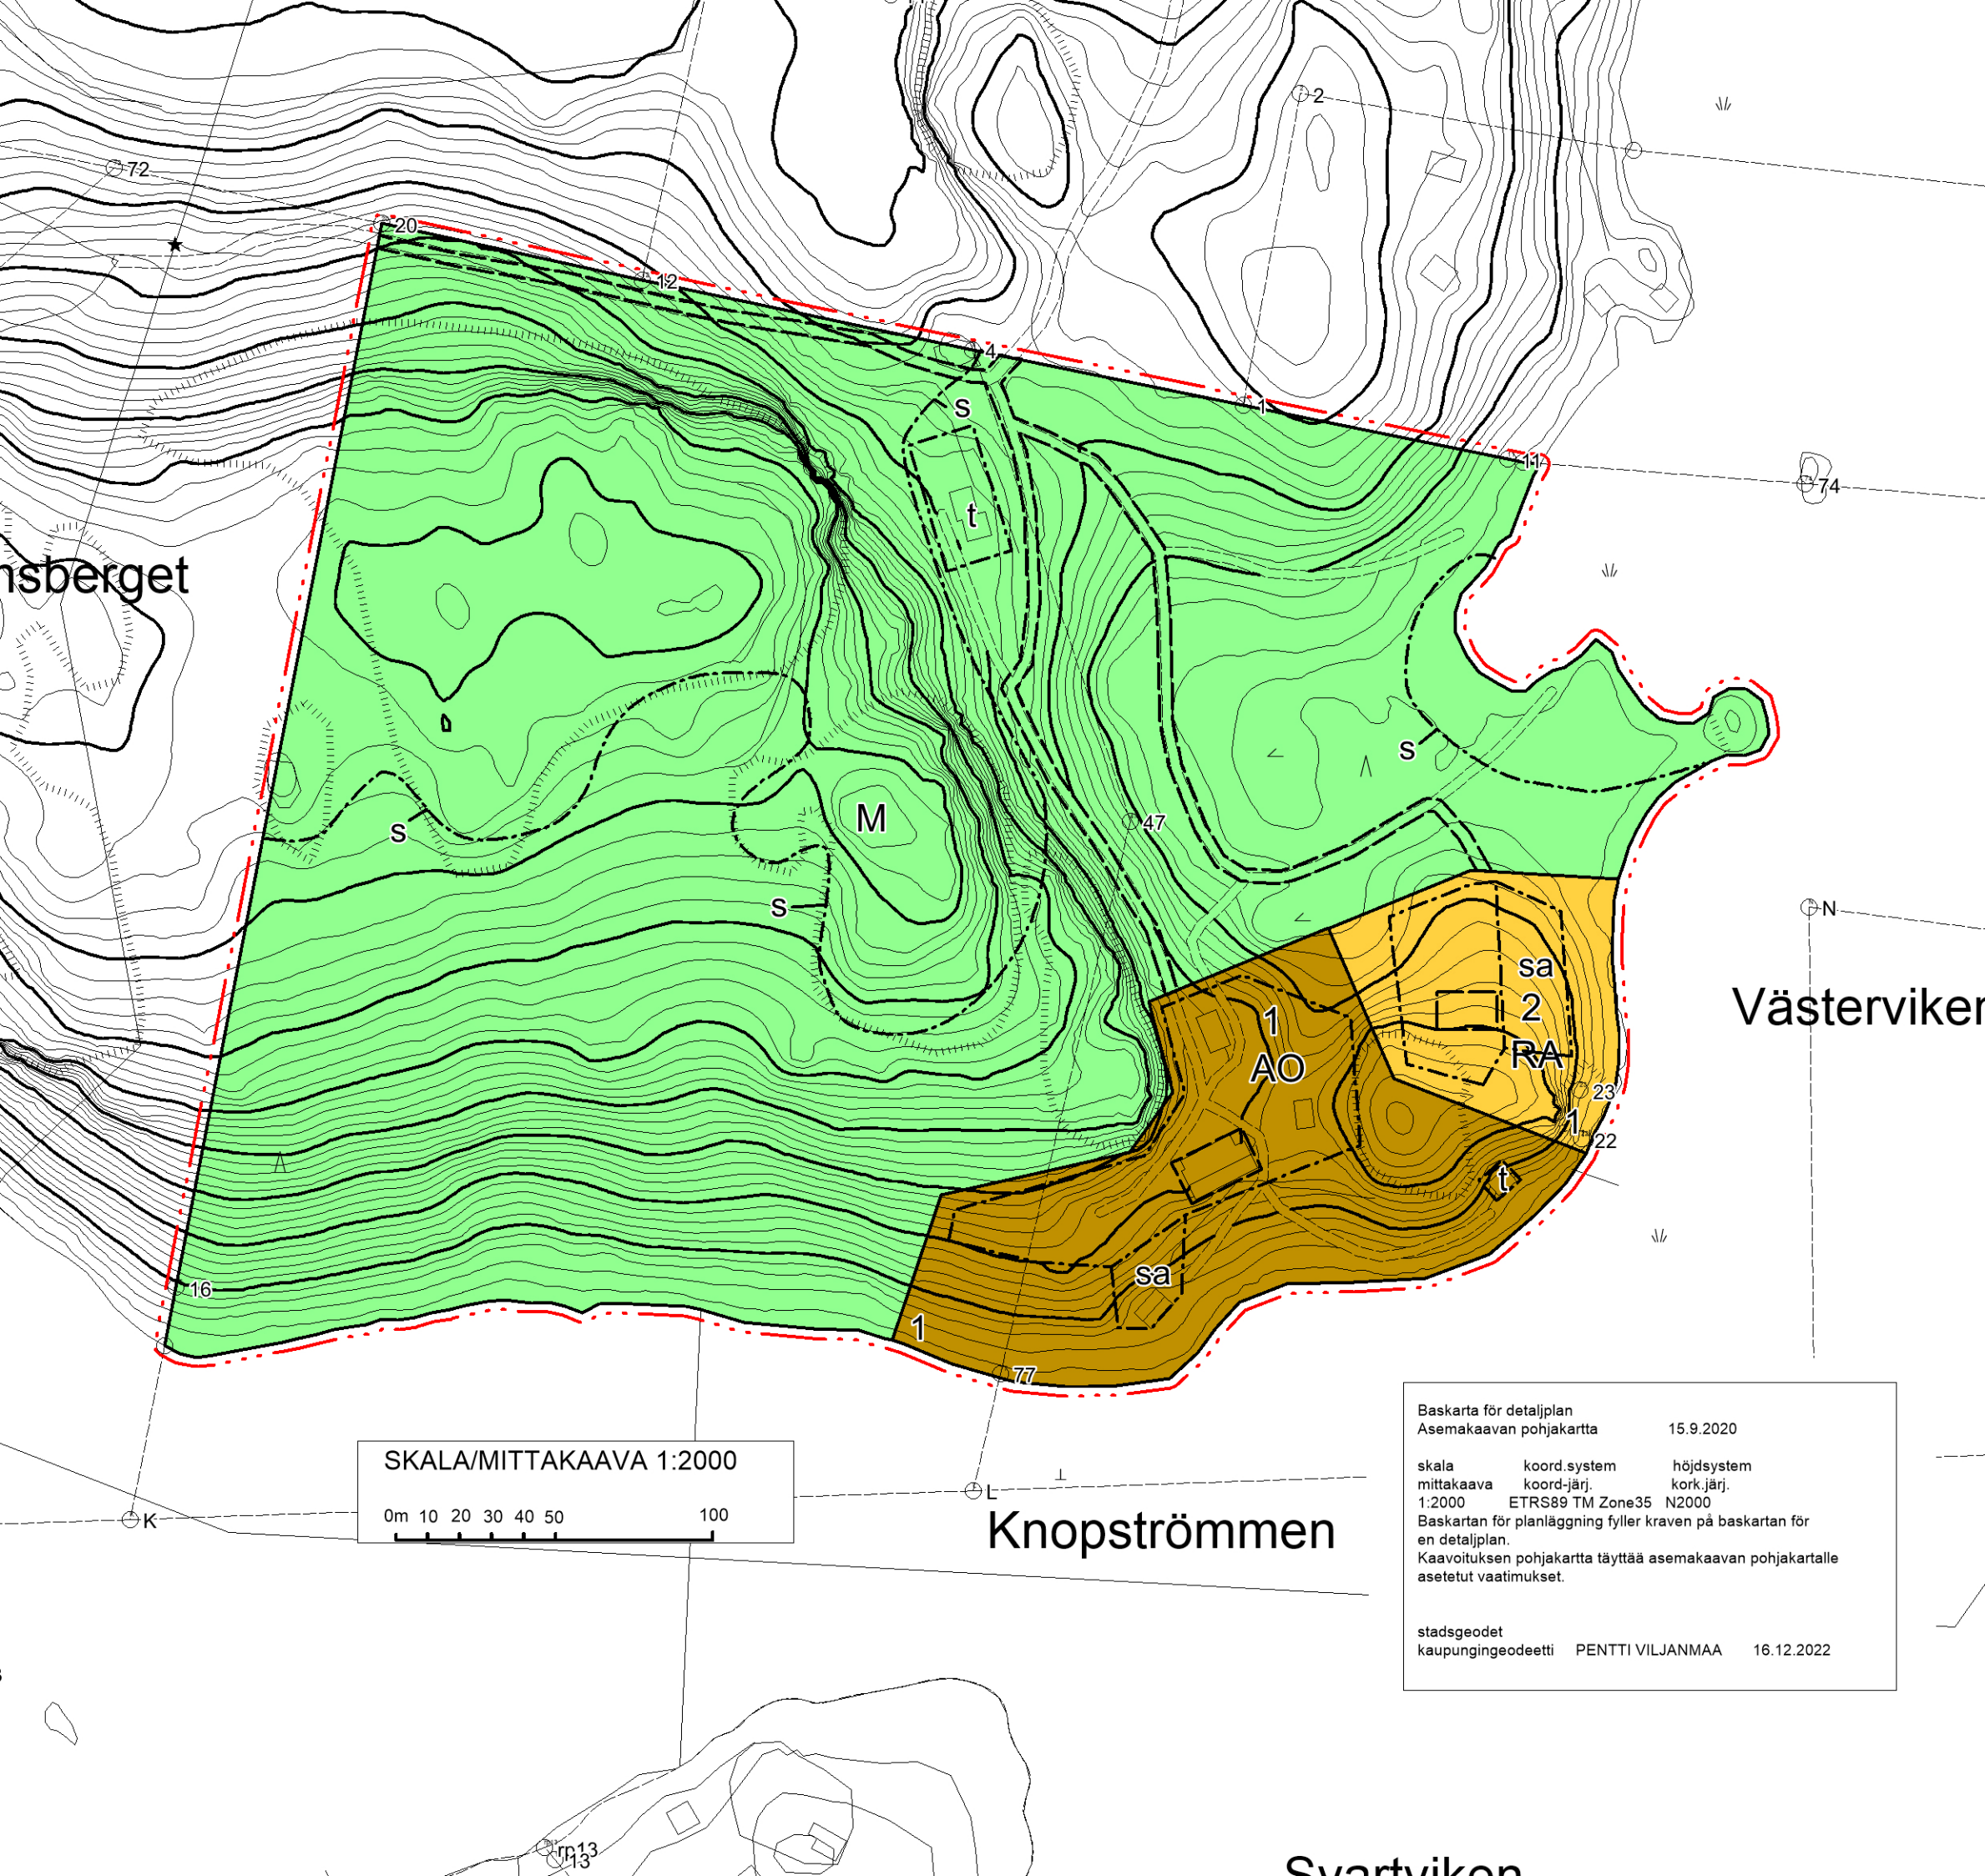 2
72
20
12
4
s
1
11
74
t
nsberget
s
M
47
s
s
N
sa
2
Västerviken
1
RA
AO
23
1
22
t
sa
16
1
77
SKALA/MITTAKAAVA 1:2000
0m 10 20 30 40 50 100
K
L
Knopströmmen
Baskarta för detaljplan
Asemakaavan pohjakartta 15.9.2020
skala koord.system höjdsystem
mittakaava koord-järj. kork.järj.
1:2000 ETRS89 TM Zone35 N2000
Baskartan för planläggning fyller kraven på baskartan för
en detaljplan.
Kaavoituksen pohjakartta täyttää asemakaavan pohjakartalle
asetetut vaatimukset.
stadsgeodet
kaupungingeodeetti PENTTI VILJANMAA 16.12.2022
rp13
13
Svartviken